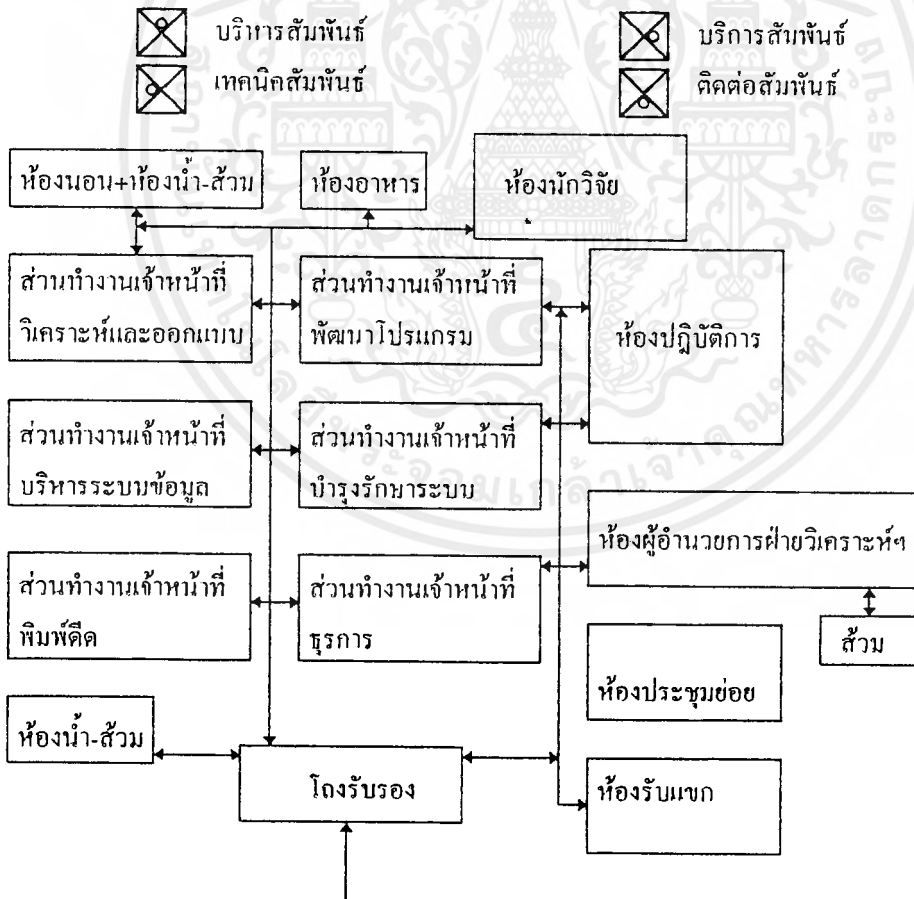 บริหารสัมพันธ์
บริการสัมพันธ์
เทคนิคสัมพันธ์
ติดต่อสัมพันธ์
ห้องนอน+ห้องน้ำ-ส้วม
ห้องอาหาร
ห้องนักวิจัย
ส่วนทำงานเจ้าหน้าที่
วิเคราะห์และออกแบบ
ส่วนทำงานเจ้าหน้าที่
พัฒนาโปรแกรม
ห้องปฎิบัติการ
ส่วนทำงานเจ้าหน้าที่
บริหารระบบข้อมูล
ส่วนทำงานเจ้าหน้าที่
บำรุงรักษาระบบ
ห้องผู้อำนวยการฝ่ายวิเคราะห์ฯ
ส่วนทำงานเจ้าหน้าที่
พิมพ์ดีด
ส่วนทำงานเจ้าหน้าที่
ธุรการ
ส้วม
ห้องประชุมย่อย
ห้องน้ำ-ส้วม
โถงรับรอง
ห้องรับแขก